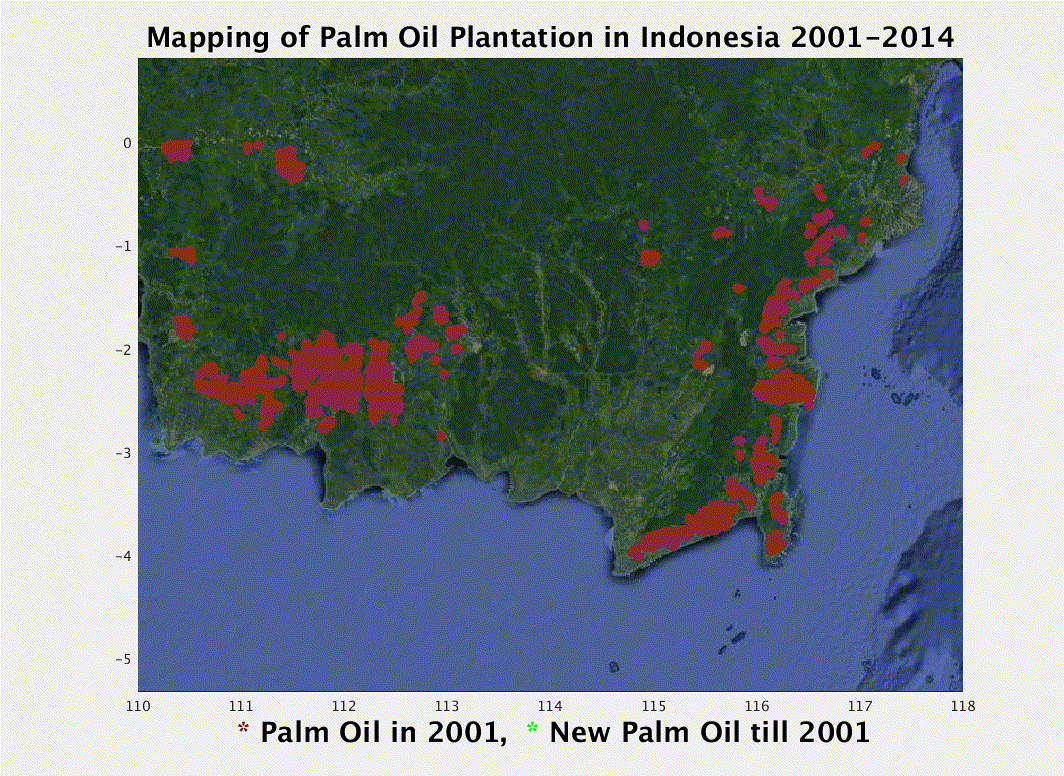 Mapping of Palm Oil Plantation in Indonesia 2001-2014
0
-1
-2
-3
-4
-5
110 111 112 113 114 115 116 117 118
* Palm Oil in 2001, * New Palm Oil till 2001